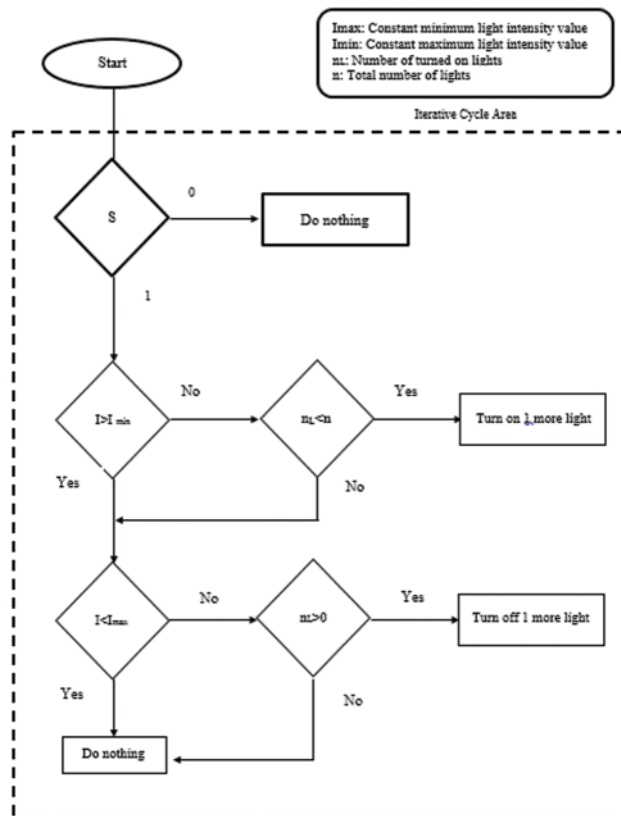 Imax: Constant minimum light intensity value
Imin: Constant maximum light intensity value
nL: Number of turned on lights
n: Total number of lights
Start
Iterative Cycle Area
S
0
Do nothing
1
I>I min
No
nL<n
Yes
Turn on 1 more light
Yes
No
I<Imax
No
nL>0
Yes
Turn off 1 more light
Yes
No
Do nothing